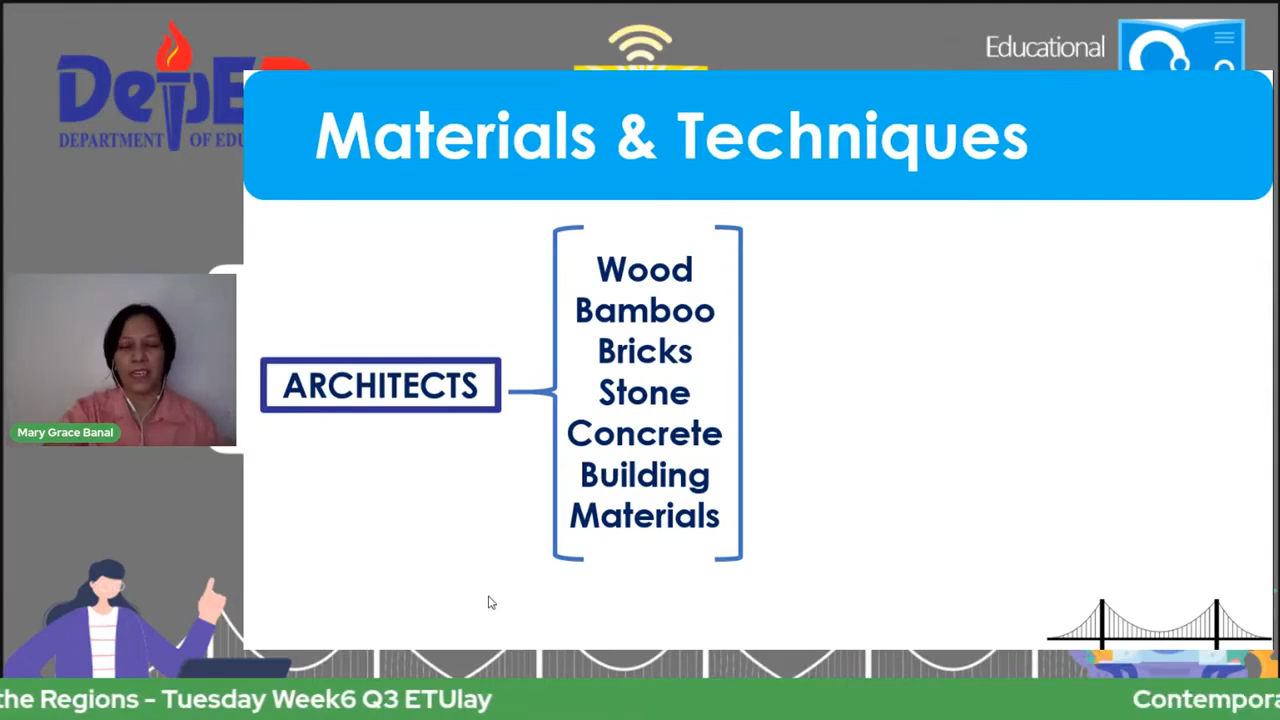 DepED
DEPARTMENT OF EDU
Educational
Materials & Techniques
ARCHITECTS
Wood
Bamboo
Bricks
Stone
Concrete
Building
Materials
Mary Grace Banal
the Regions - Tuesday Week6 Q3 ETUlay
Contempora